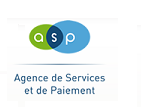 asp
Agence de Services
et de Paiement